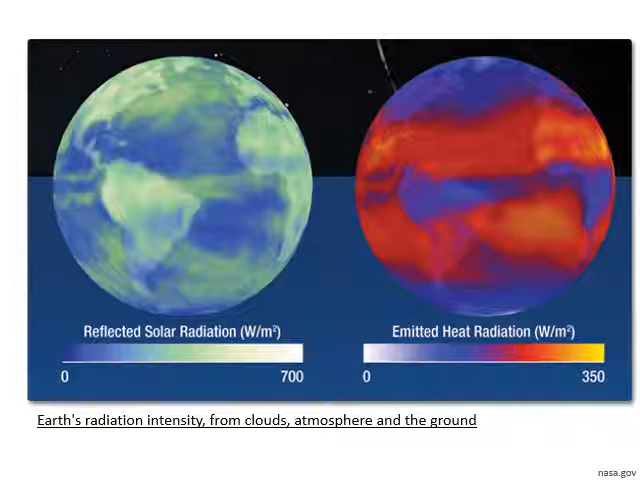 Reflected Solar Radiation (W/m²)
0 700
Emitted Heat Radiation (W/m²)
0 350
Earth's radiation intensity, from clouds, atmosphere and the ground
nasa.gov